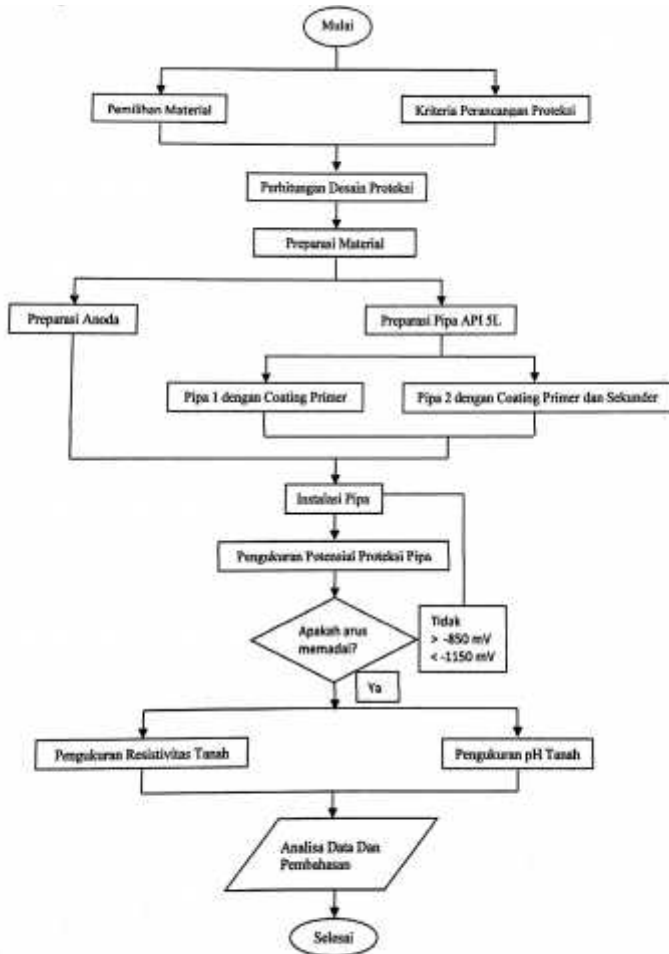 Mulai
Pemilihan Material
Kriteria Perancangan Proteksi
Perhitungan Desain Proteksi
Preparasi Material
Preparasi Anoda
Preparasi Pipa API 5L
Pipa 1 dengan Coating Primer
Pipa 2 dengan Coating Primer dan Sekunder
Instalasi Pipa
Pengukuran Potensial Proteksi Pipa
Apakah arus
memadai?
Tidak
> -850 mV
< -1150 mV
Ya
Pengukuran Resistivitas Tanah
Pengukuran pH Tanah
Analisa Data Dan
Pembahasan
Selesai